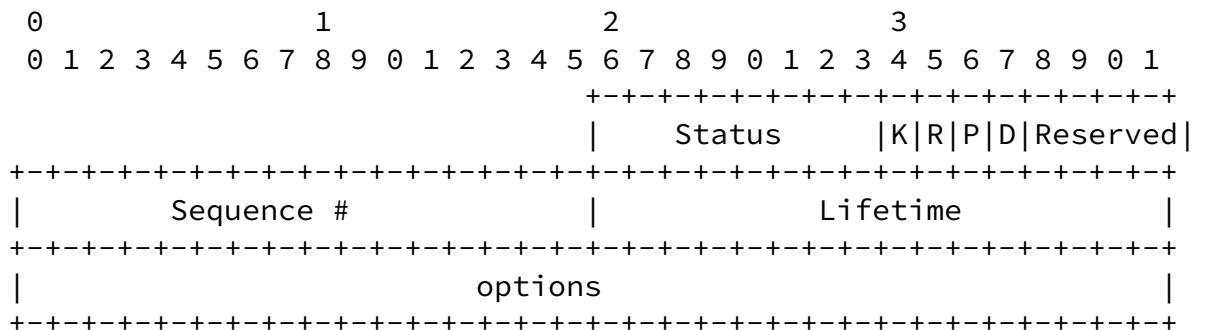 0                   1                   2                   3
0 1 2 3 4 5 6 7 8 9 0 1 2 3 4 5 6 7 8 9 0 1 2 3 4 5 6 7 8 9 0 1
                                +-+-+-+-+-+-+-+-+-+-+-+-+-+-+-+-+
                                |    Status     |K|R|P|D|Reserved|
+-+-+-+-+-+-+-+-+-+-+-+-+-+-+-+-+-+-+-+-+-+-+-+-+-+-+-+-+-+-+-+-+
|        Sequence #             |            Lifetime           |
+-+-+-+-+-+-+-+-+-+-+-+-+-+-+-+-+-+-+-+-+-+-+-+-+-+-+-+-+-+-+-+-+
|                         options                               |
+-+-+-+-+-+-+-+-+-+-+-+-+-+-+-+-+-+-+-+-+-+-+-+-+-+-+-+-+-+-+-+-+